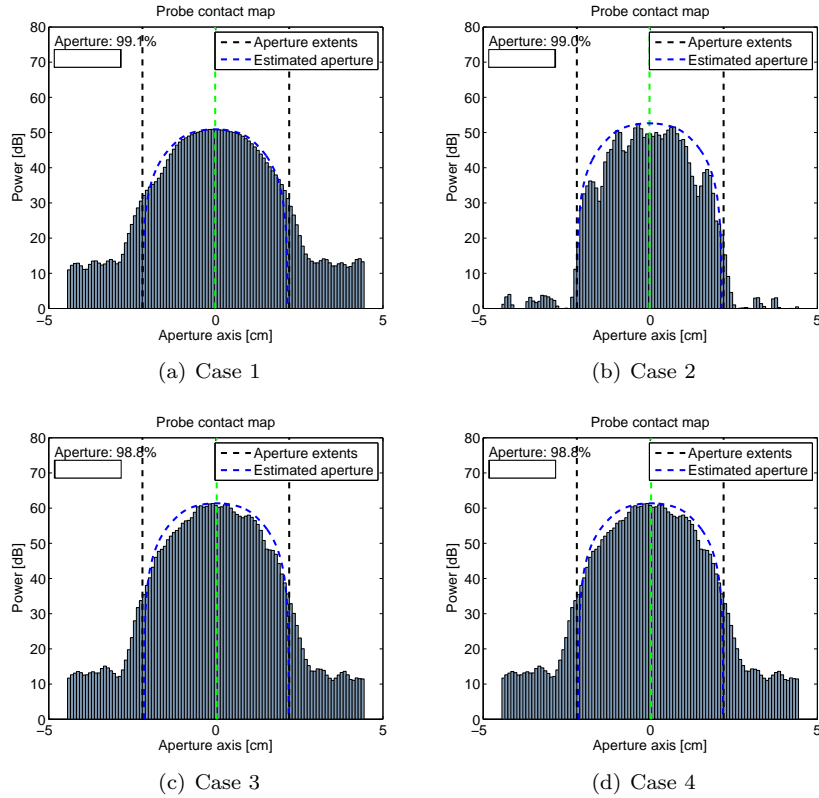 Probe contact map
Aperture: 99.1%
Aperture extents
Estimated aperture
Power [dB]
80
70
60
50
40
30
20
10
0
−5
0
5
Aperture axis [cm]
(a) Case 1
Probe contact map
Aperture: 99.0%
Aperture extents
Estimated aperture
Power [dB]
80
70
60
50
40
30
20
10
0
−5
0
5
Aperture axis [cm]
(b) Case 2
Probe contact map
Aperture: 98.8%
Aperture extents
Estimated aperture
Power [dB]
80
70
60
50
40
30
20
10
0
−5
0
5
Aperture axis [cm]
(c) Case 3
Probe contact map
Aperture: 98.8%
Aperture extents
Estimated aperture
Power [dB]
80
70
60
50
40
30
20
10
0
−5
0
5
Aperture axis [cm]
(d) Case 4